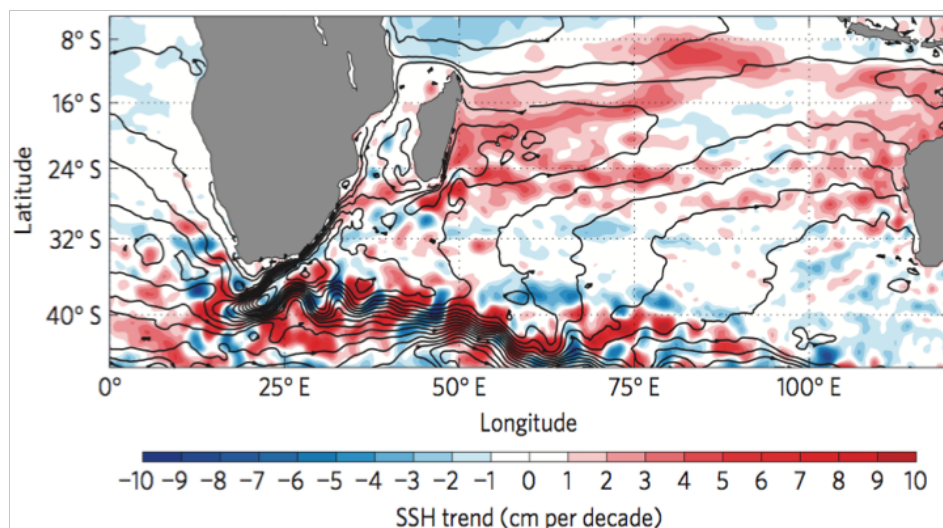 8° S
16° S
24° S
32° S
40° S
Latitude
0° 25° E 50° E 75° E 100° E
Longitude
−10 −9 −8 −7 −6 −5 −4 −3 −2 −1 0 1 2 3 4 5 6 7 8 9 10
SSH trend (cm per decade)